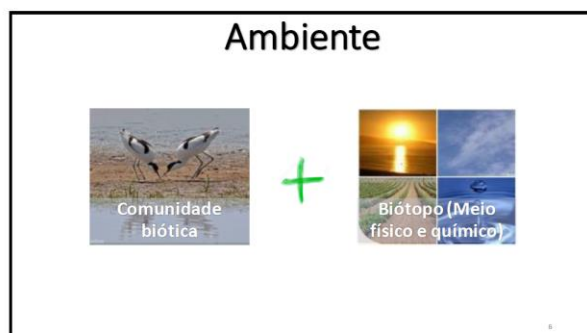 Ambiente
Comunidade
biótica
+
Biótopo (Meio
físico e químico)